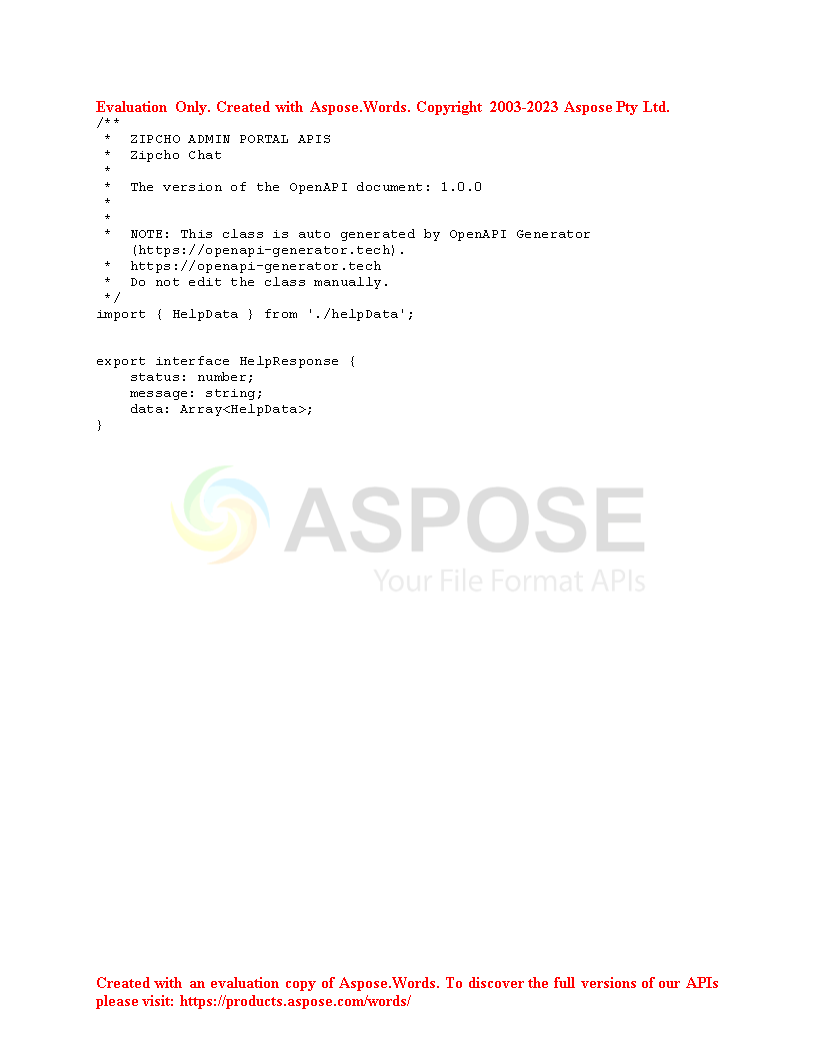 Evaluation Only. Created with Aspose.Words. Copyright 2003-2023 Aspose Pty Ltd.
/**
 *  ZIPCHO ADMIN PORTAL APIS
 *  Zipcho Chat
 *
 *  The version of the OpenAPI document: 1.0.0
 *
 *
 *  NOTE: This class is auto generated by OpenAPI Generator
    (https://openapi-generator.tech).
 *  https://openapi-generator.tech
 *  Do not edit the class manually.
 */
import { HelpData } from './helpData';
export interface HelpResponse {
    status: number;
    message: string;
    data: Array<HelpData>;
}
ASPOSE
Your File Format APIs
Created with an evaluation copy of Aspose.Words. To discover the full versions of our APIs
please visit: https://products.aspose.com/words/